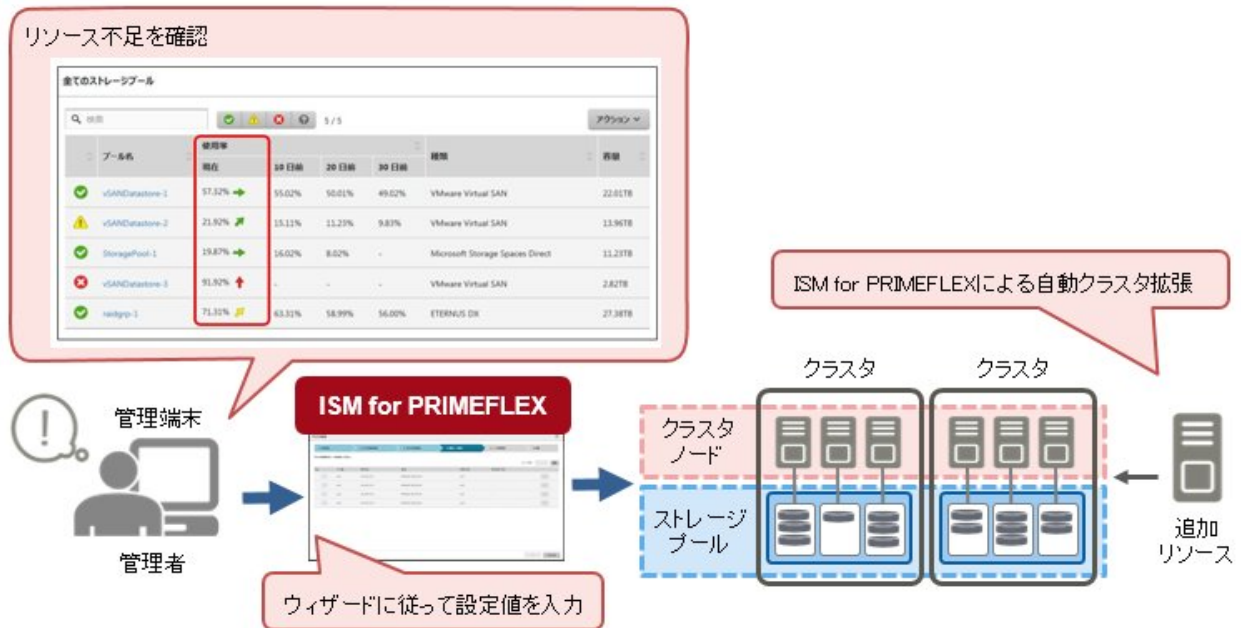 リソース不足を確認
全てのストレージプール
検索
5 / 5
アクション
使用率
プール名
種類
容量
現在
10 日前
20 日前
30 日前
vSANDatastore-1 57.32% 55.02% 50.01% 49.02% VMware Virtual SAN 22.01TB
vSANDatastore-2 21.92% 15.11% 11.23% 9.83% VMware Virtual SAN 13.96TB
StoragePool-1 19.87% 16.02% 8.02% - Microsoft Storage Spaces Direct 11.23TB
vSANDatastore-3 91.92% - - - VMware Virtual SAN 2.82TB
raidgrp-1 71.31% 63.31% 58.99% 56.00% ETERNUS DX 27.38TB
ISM for PRIMEFLEXによる自動クラスタ拡張
クラスタ
クラスタ
!
管理端末
ISM for PRIMEFLEX
クラスタ
ノード
ストレージ
プール
管理者
追加
リソース
ウィザードに従って設定値を入力